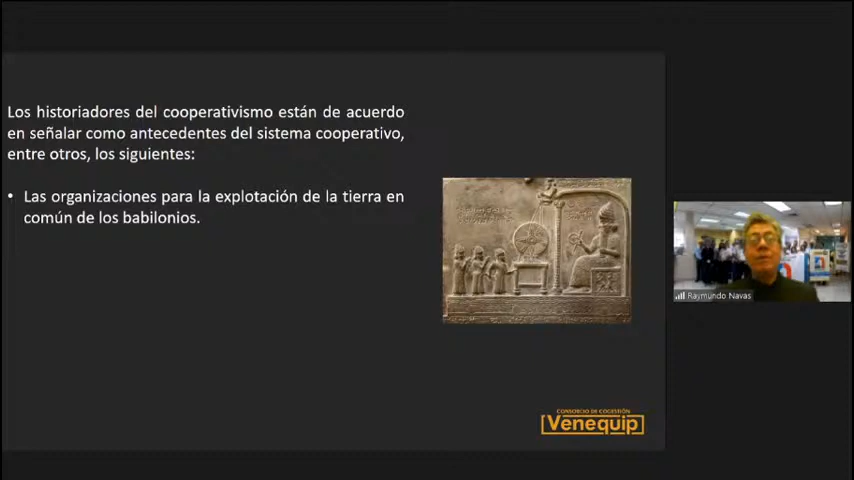 Los historiadores del cooperativismo están de acuerdo
en señalar como antecedentes del sistema cooperativo,
entre otros, los siguientes:
• Las organizaciones para la explotación de la tierra en
común de los babilonios.
Raymundo Navas
CONSORCIO DE COGESTIÓN
Venequip